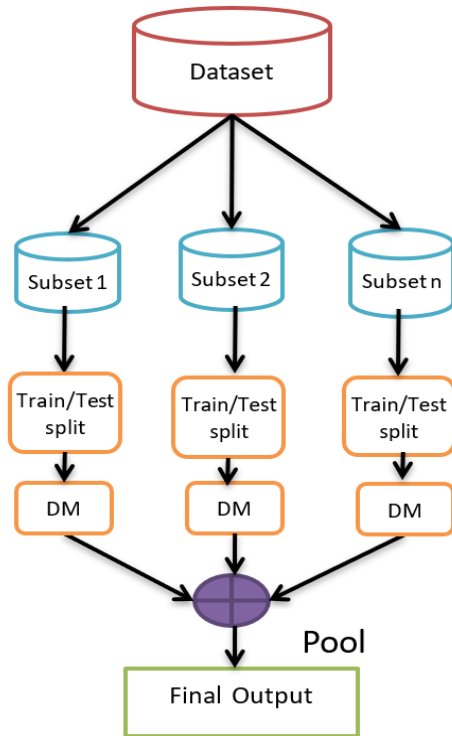 Dataset
Subset 1
Subset 2
Subset n
Train/Test
split
Train/Test
split
Train/Test
split
DM
DM
DM
Pool
Final Output